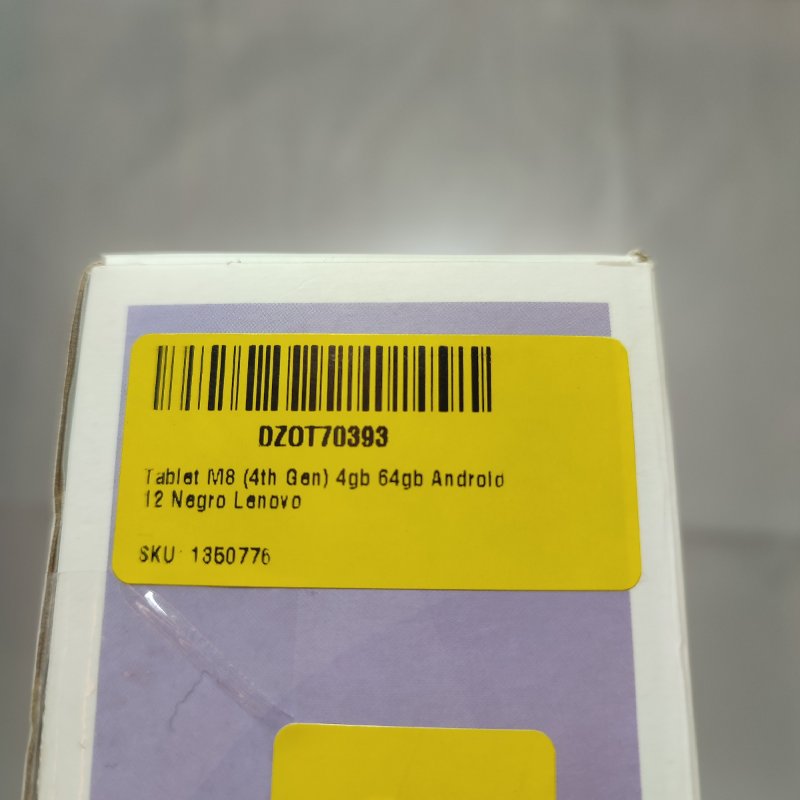 DZOT70393
Tablet M8 (4th Gen) 4gb 64gb Android
12 Negro Lenovo
SKU: 1350776